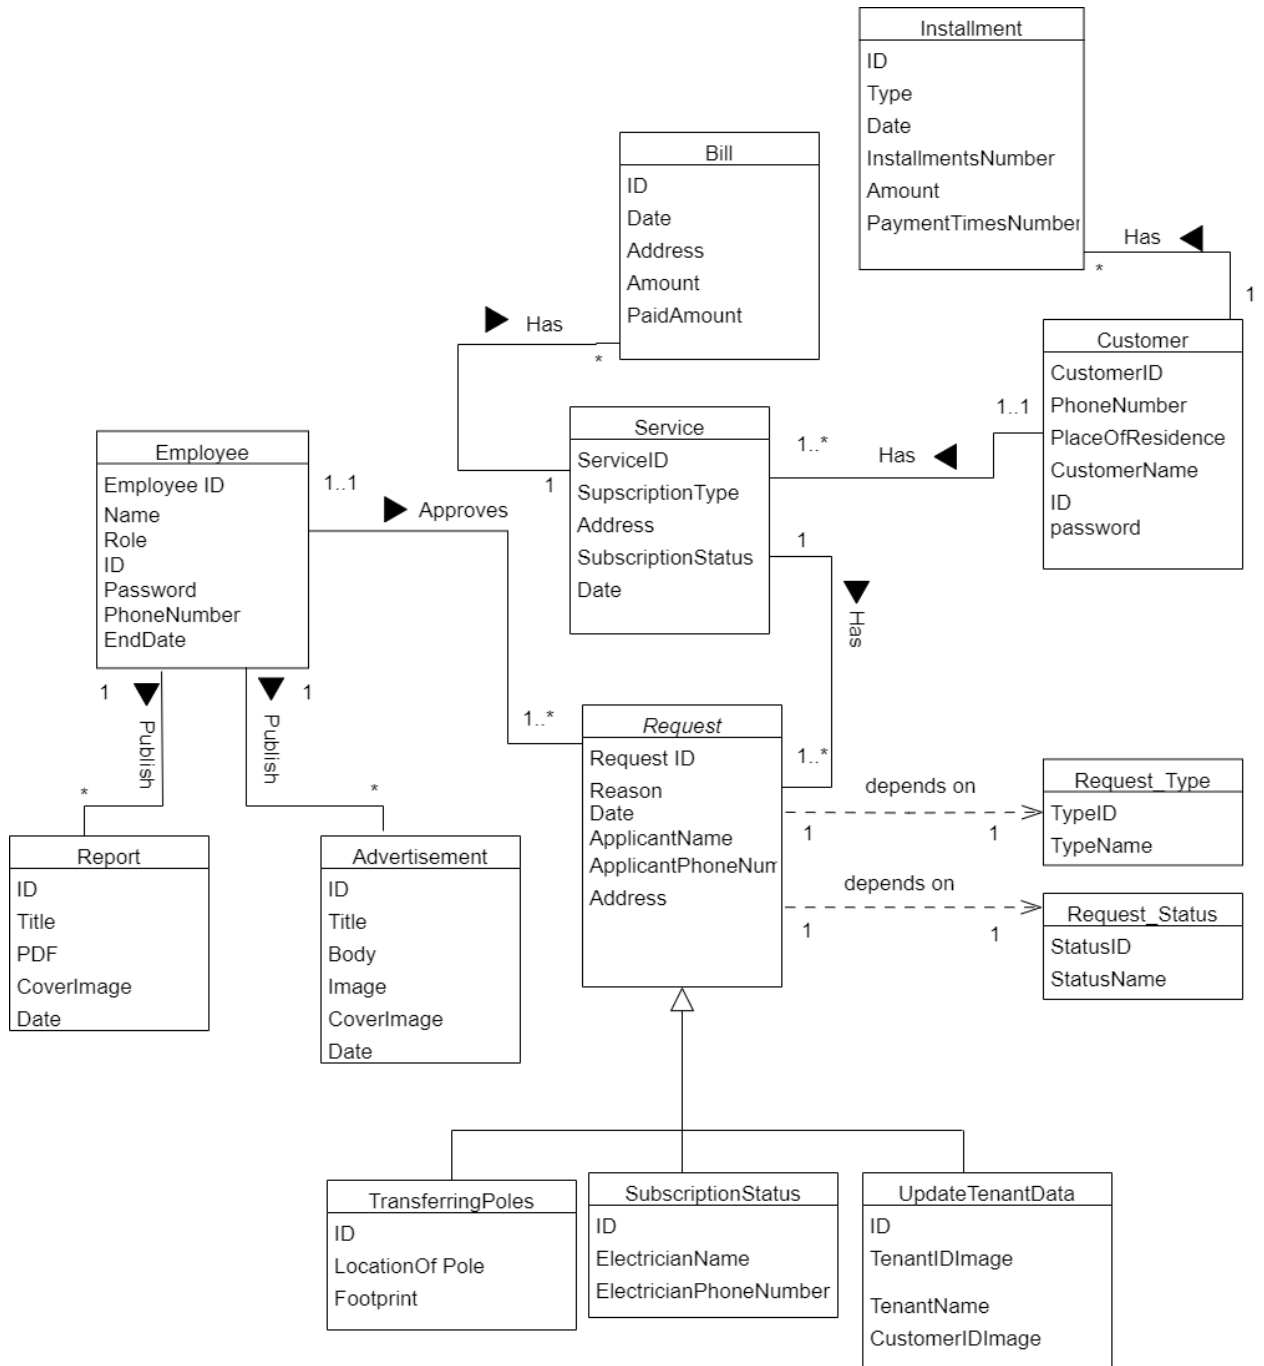 Installment
ID
Type
Date
InstallmentsNumber
Amount
PaymentTimesNumber
Has
*
1
Bill
ID
Date
Address
Amount
PaidAmount
Has
*
1
Customer
CustomerID
PhoneNumber
PlaceOfResidence
CustomerName
ID
password
1..1
Has
1..*
Service
ServiceID
SupscriptionType
Address
SubscriptionStatus
Date
1
Has
1..*
Employee
Employee ID
Name
Role
ID
Password
PhoneNumber
EndDate
1..1
Approves
1..*
1
Publish
*
1
Publish
*
Report
ID
Title
PDF
CoverImage
Date
Advertisement
ID
Title
Body
Image
CoverImage
Date
Request
Request ID
Reason
Date
ApplicantName
ApplicantPhoneNum
Address
depends on
1
1
Request_Type
TypeID
TypeName
depends on
1
1
Request_Status
StatusID
StatusName
TransferringPoles
ID
LocationOf Pole
Footprint
SubscriptionStatus
ID
ElectricianName
ElectricianPhoneNumber
UpdateTenantData
ID
TenantIDImage
TenantName
CustomerIDImage